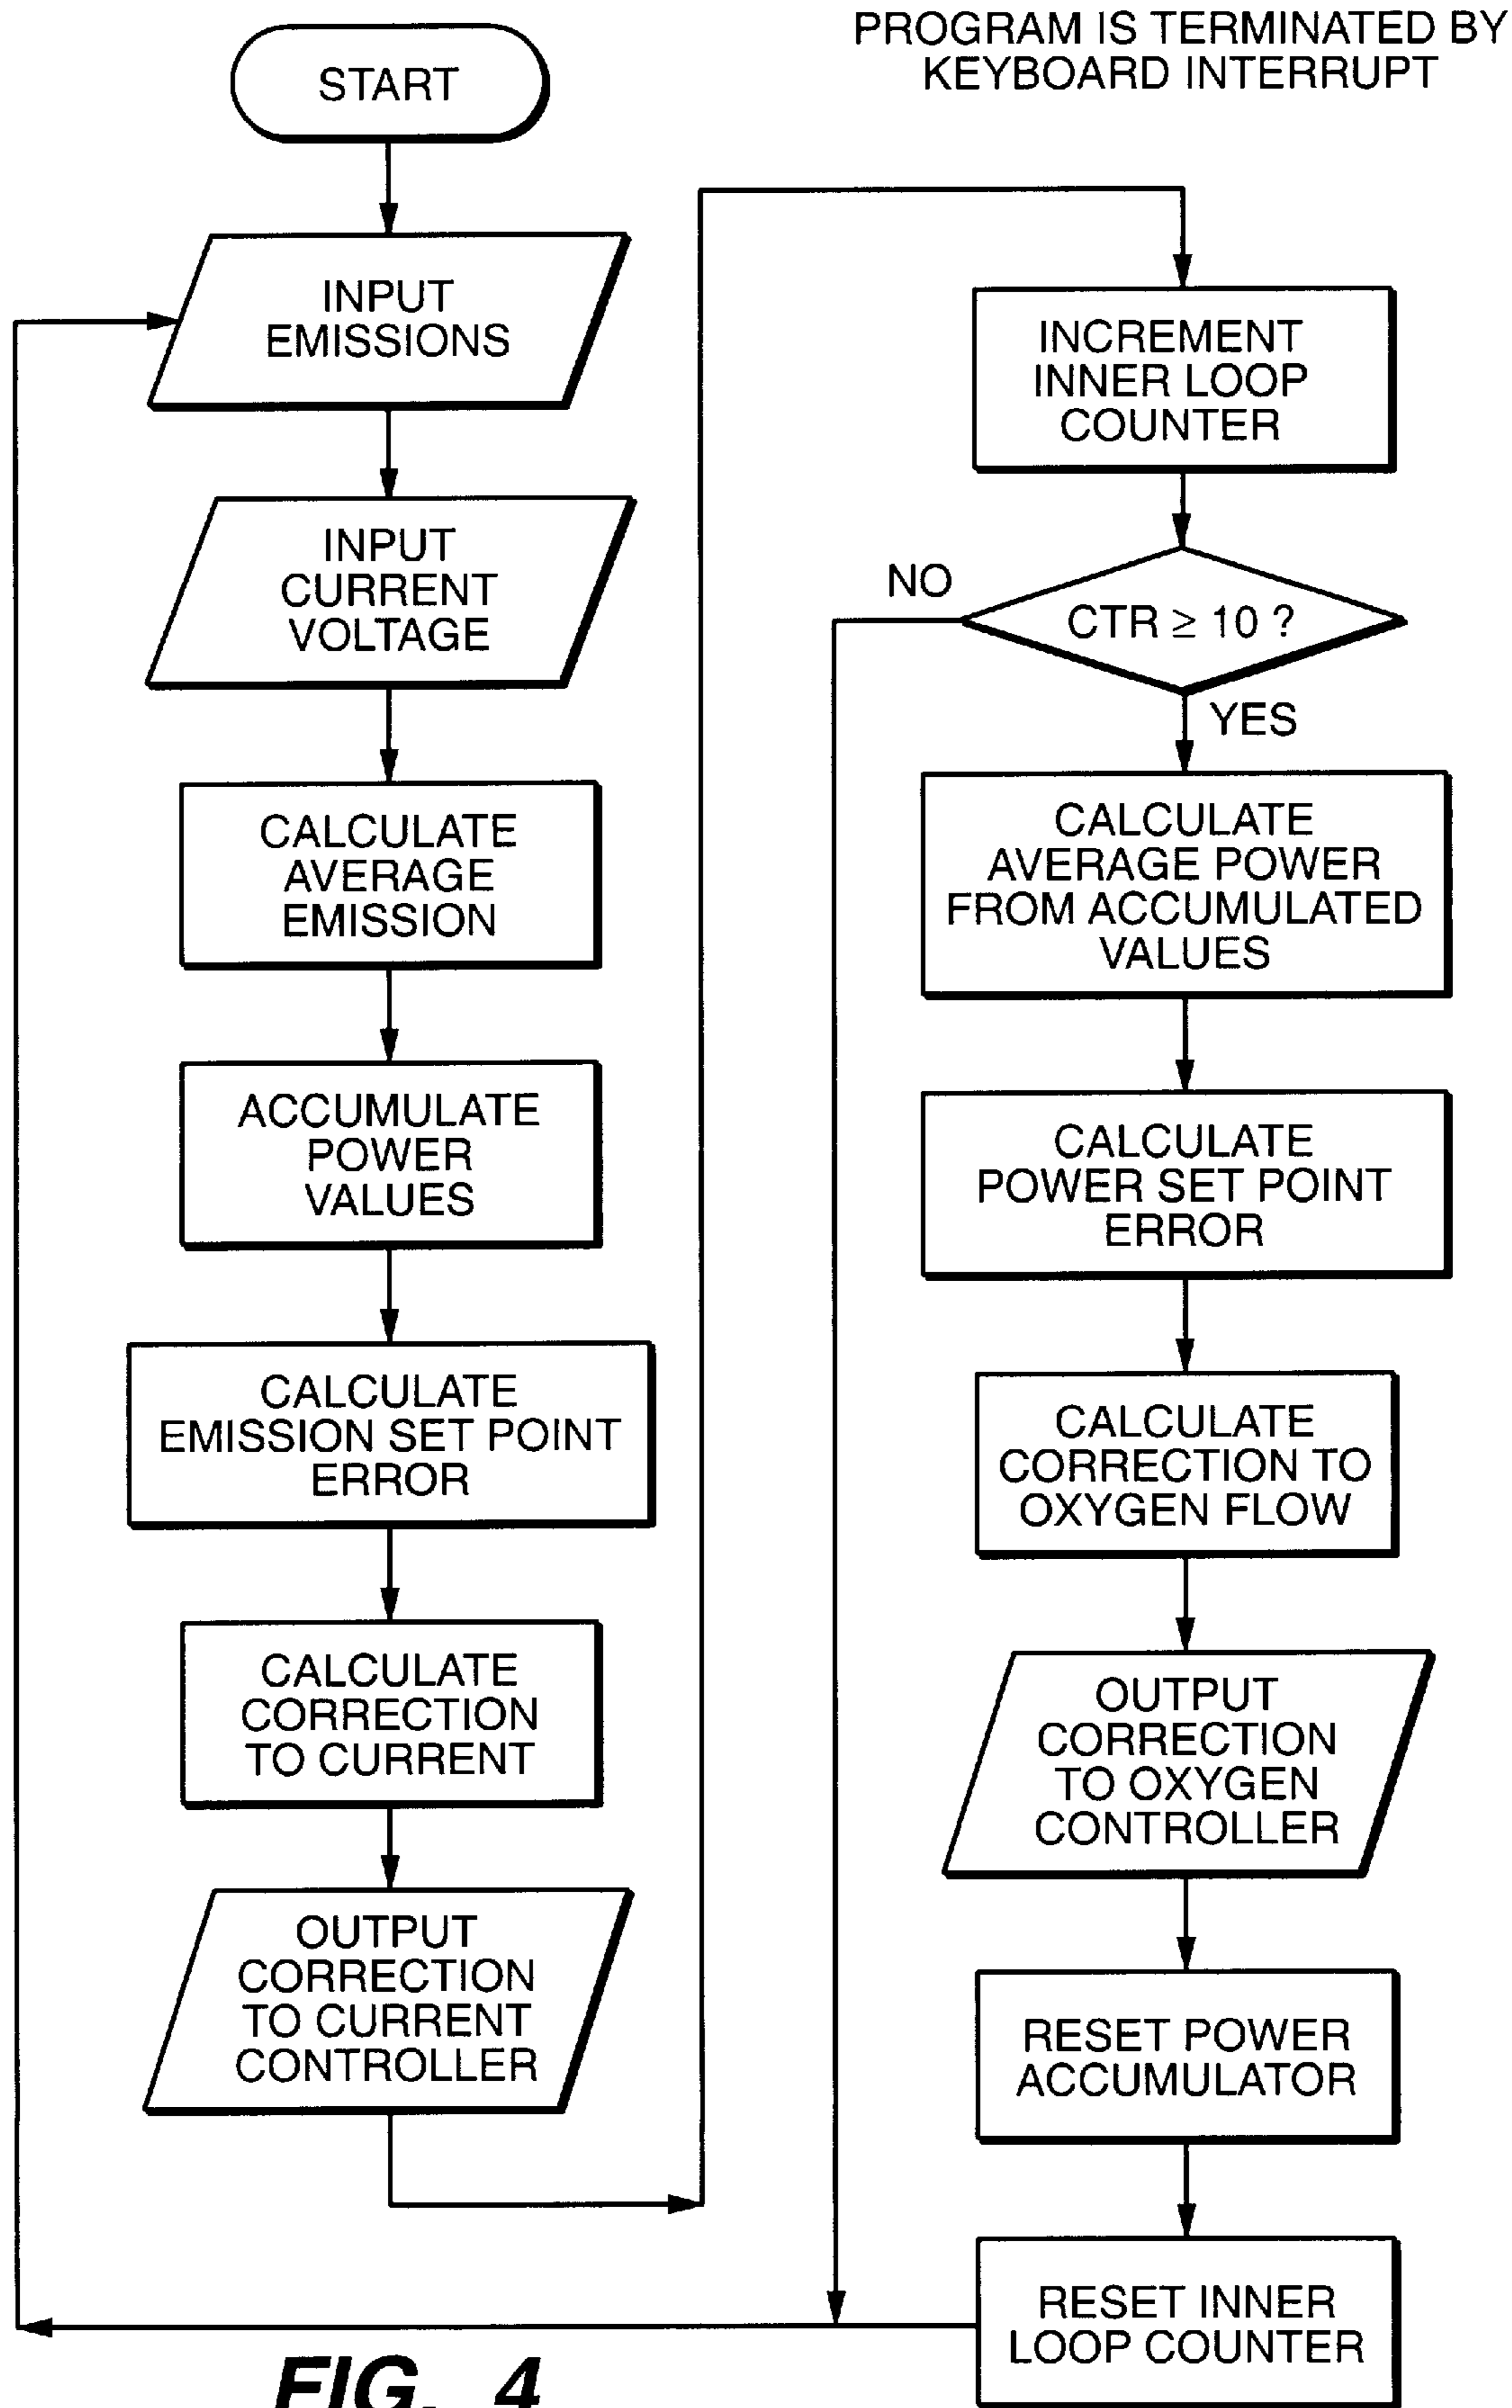 PROGRAM IS TERMINATED BY
KEYBOARD INTERRUPT
START
INPUT
EMISSIONS
INPUT
CURRENT
VOLTAGE
CALCULATE
AVERAGE
EMISSION
ACCUMULATE
POWER
VALUES
CALCULATE
EMISSION SET POINT
ERROR
CALCULATE
CORRECTION
TO CURRENT
OUTPUT
CORRECTION
TO CURRENT
CONTROLLER
INCREMENT
INNER LOOP
COUNTER
NO
CTR ≥ 10 ?
YES
CALCULATE
AVERAGE POWER
FROM ACCUMULATED
VALUES
CALCULATE
POWER SET POINT
ERROR
CALCULATE
CORRECTION TO
OXYGEN FLOW
OUTPUT
CORRECTION
TO OXYGEN
CONTROLLER
RESET POWER
ACCUMULATOR
RESET INNER
LOOP COUNTER
FIG. 4